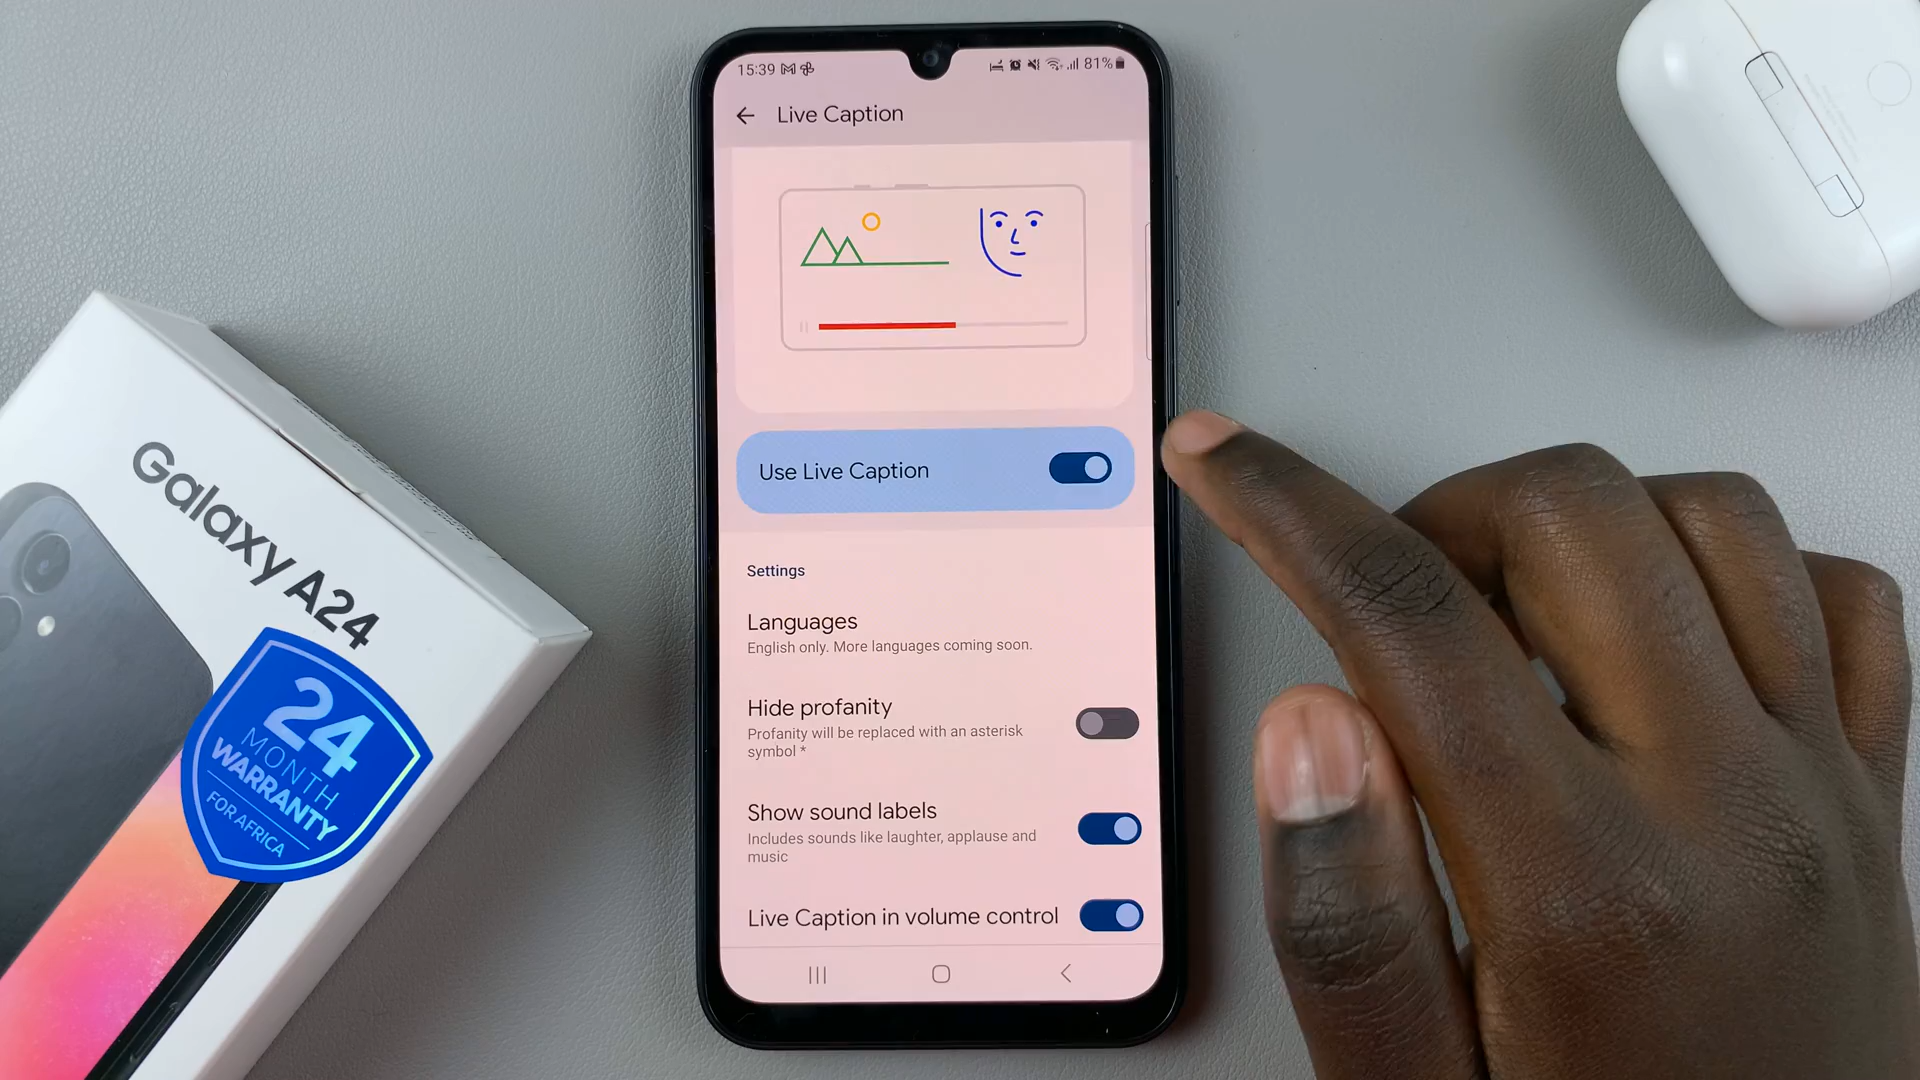 15:39
81%
Live Caption
Use Live Caption
Settings
Languages
English only. More languages coming soon.
Hide profanity
Profanity will be replaced with an asterisk
symbol *
Show sound labels
Includes sounds like laughter, applause and
music
Live Caption in volume control
Galaxy A24
24
MONTH
WARRANTY
FOR AFRICA